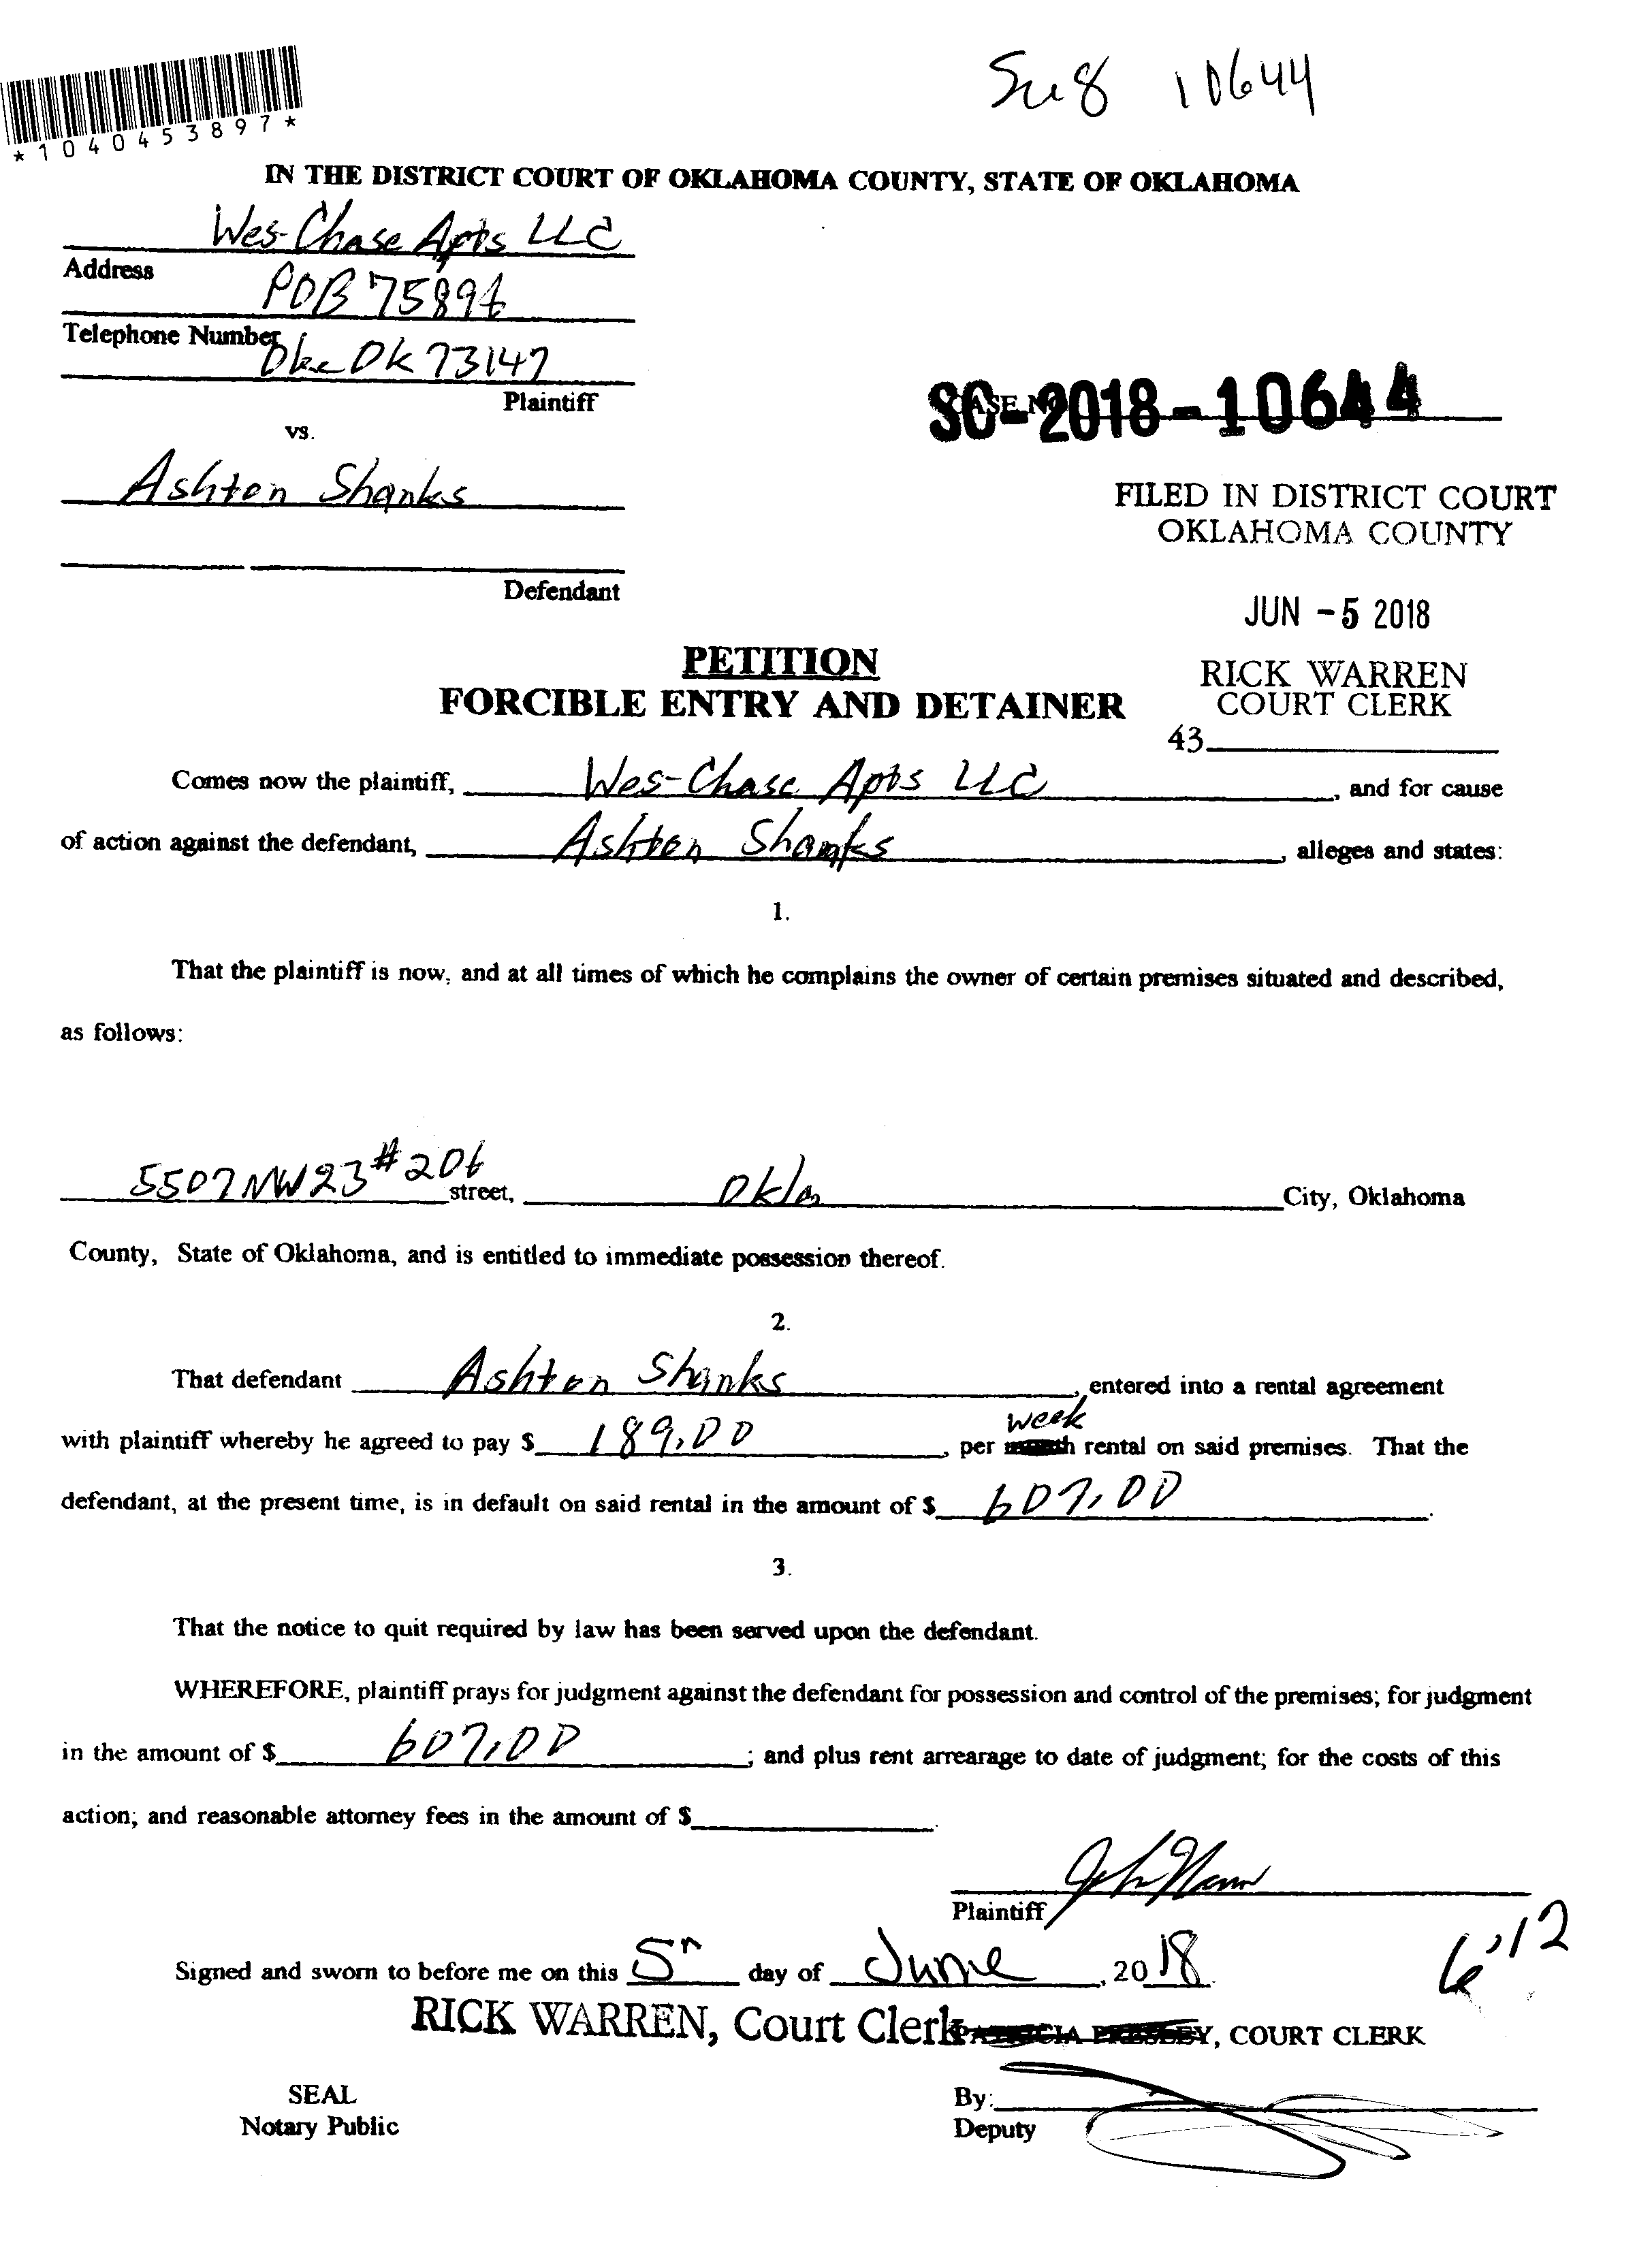 *1040453897*
10644
IN THE DISTRICT COURT OF OKLAHOMA COUNTY, STATE OF OKLAHOMA
Wes-Chase Apts LLC
Address
POB 75894
Telephone Number
Okc Ok 73147
Plaintiff
vs.
CASE NO.
SC-2018-10644
Ashton Shanks
FILED IN DISTRICT COURT
OKLAHOMA COUNTY
Defendant
JUN -5 2018
PETITION
FORCIBLE ENTRY AND DETAINER
RICK WARREN
COURT CLERK
43
Comes now the plaintiff, Wes-Chase Apts LLC, and for cause
of action against the defendant, Ashton Shanks, alleges and states:
1.
That the plaintiff is now, and at all times of which he complains the owner of certain premises situated and described,
as follows:
5507 NW 23 #206 street, Okla City, Oklahoma
County, State of Oklahoma, and is entitled to immediate possession thereof.
2.
That defendant Ashton Shanks, entered into a rental agreement
week
with plaintiff whereby he agreed to pay $ 189.00, per month rental on said premises. That the
defendant, at the present time, is in default on said rental in the amount of $ 607.00.
3.
That the notice to quit required by law has been served upon the defendant.
WHEREFORE, plaintiff prays for judgment against the defendant for possession and control of the premises; for judgment
in the amount of $ 607.00; and plus rent arrearage to date of judgment; for the costs of this
action; and reasonable attorney fees in the amount of $.
Plaintiff
Signed and sworn to before me on this 5th day of June, 2018.
RICK WARREN, Court Clerk PATRICIA PRESLEY, COURT CLERK
SEAL
Notary Public
By:
Deputy